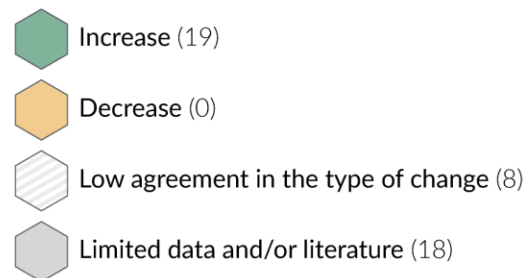 Increase (19)
Decrease (0)
Low agreement in the type of change (8)
Limited data and/or literature (18)